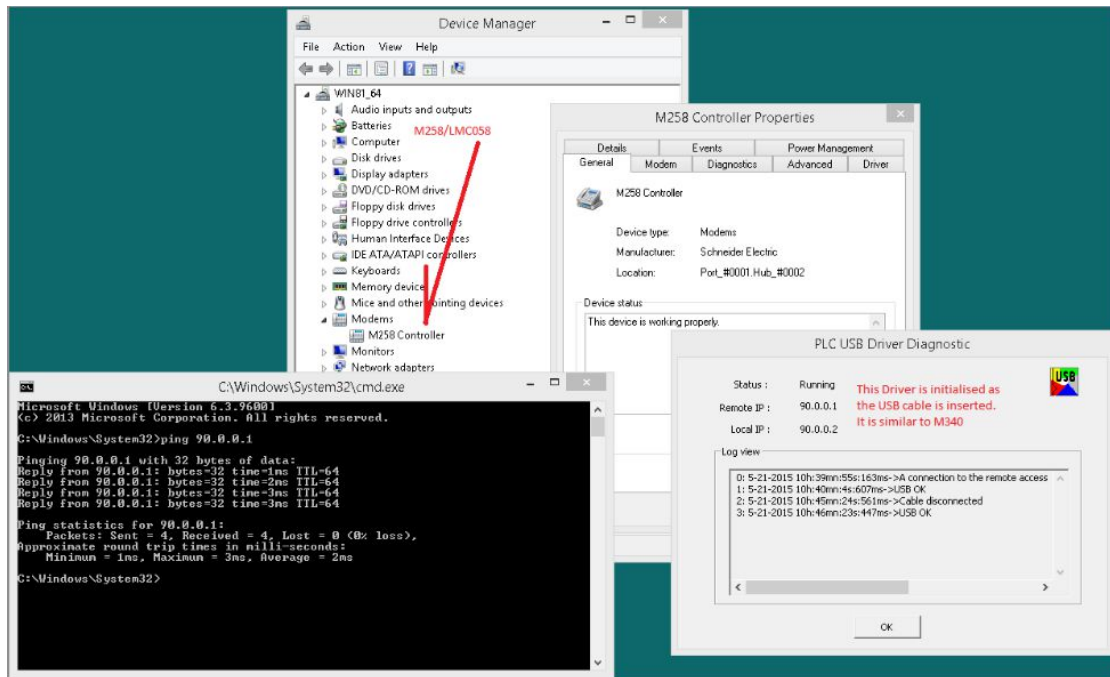 Device Manager
File Action View Help
WIN81_64
Audio inputs and outputs
Batteries
M258/LMC058
Computer
Disk drives
Display adapters
DVD/CD-ROM drives
Floppy disk drives
Floppy drive controllers
Human Interface Devices
IDE ATA/ATAPI controllers
Keyboards
Memory device
Mice and other pointing devices
Modems
M258 Controller
Monitors
Network adapters
M258 Controller Properties
Details Events Power Management
General Modem Diagnostics Advanced Driver
M258 Controller
Device type: Modems
Manufacturer: Schneider Electric
Location: Port_#0001.Hub_#0002
Device status
This device is working properly.
C:\Windows\System32\cmd.exe
Microsoft Windows [Version 6.3.9600]
(c) 2013 Microsoft Corporation. All rights reserved.
C:\Windows\System32>ping 90.0.0.1
Pinging 90.0.0.1 with 32 bytes of data:
Reply from 90.0.0.1: bytes=32 time=1ms TTL=64
Reply from 90.0.0.1: bytes=32 time=2ms TTL=64
Reply from 90.0.0.1: bytes=32 time=3ms TTL=64
Reply from 90.0.0.1: bytes=32 time=3ms TTL=64
Ping statistics for 90.0.0.1:
Packets: Sent = 4, Received = 4, Lost = 0 (0% loss),
Approximate round trip times in milli-seconds:
Minimum = 1ms, Maximum = 3ms, Average = 2ms
C:\Windows\System32>
PLC USB Driver Diagnostic
USB
Status : Running
Remote IP : 90.0.0.1
Local IP : 90.0.0.2
This Driver is initialised as
the USB cable is inserted.
It is similar to M340
Log view
0: 5-21-2015 10h:39mn:55s:163ms->A connection to the remote access
1: 5-21-2015 10h:40mn:4s:607ms->USB OK
2: 5-21-2015 10h:45mn:24s:561ms->Cable disconnected
3: 5-21-2015 10h:46mn:23s:447ms->USB OK
OK